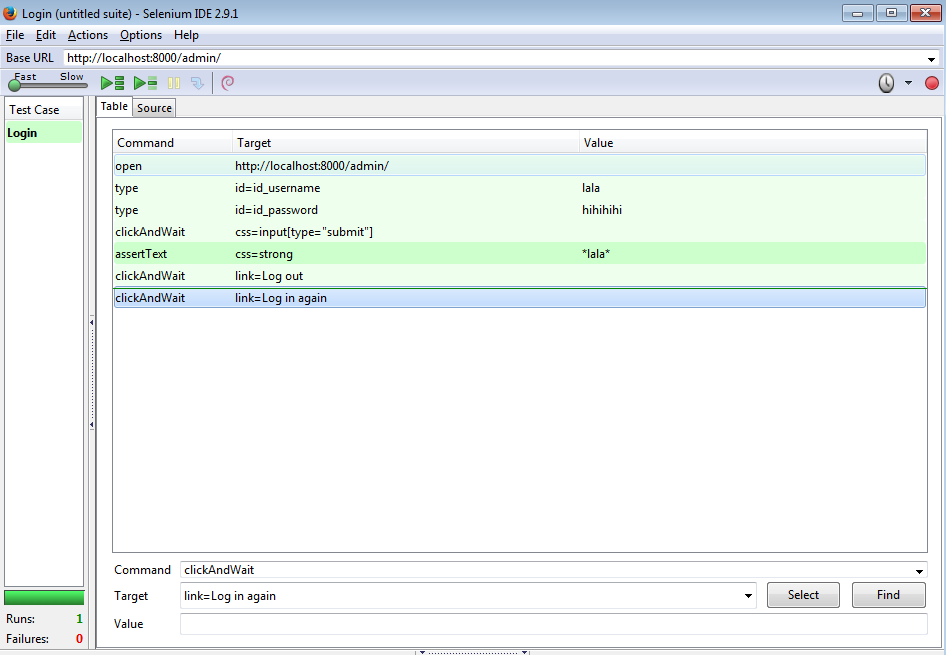 Login (untitled suite) - Selenium IDE 2.9.1
File Edit Actions Options Help
Base URL http://localhost:8000/admin/
Fast Slow
Test Case
Login
Table Source
Command Target Value
open http://localhost:8000/admin/
type id=id_username lala
type id=id_password hihihihi
clickAndWait css=input[type="submit"]
assertText css=strong *lala*
clickAndWait link=Log out
clickAndWait link=Log in again
Command clickAndWait
Target link=Log in again Select Find
Value
Runs: 1
Failures: 0